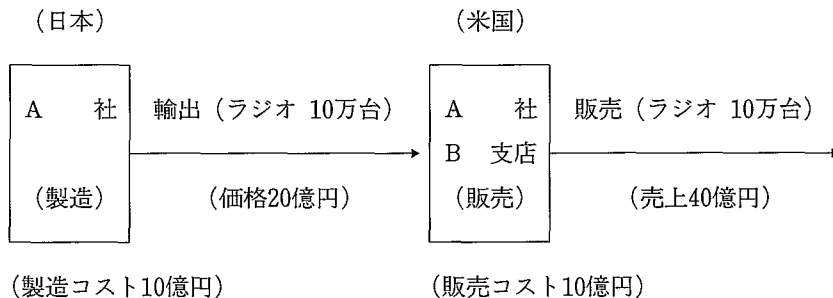 (日本) (米国)
A 社 輸出(ラジオ 10万台) A 社 販売(ラジオ 10万台)
B 支店
(製造) (価格20億円) (販売) (売上40億円)
(製造コスト10億円) (販売コスト10億円)